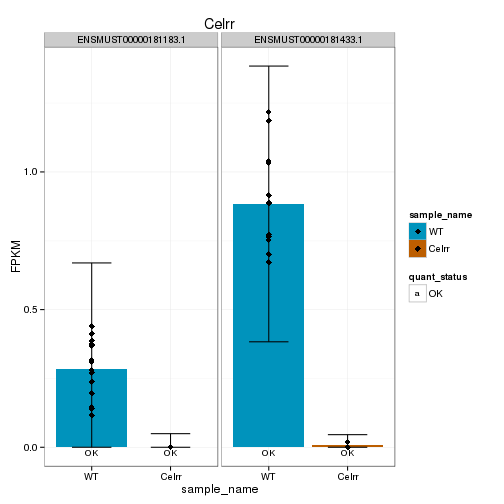 Celrr
ENSMUST00000181183.1 ENSMUST00000181433.1
FPKM
1.0
0.5
0.0
OK OK OK OK
WT Celrr WT Celrr
sample_name
sample_name
WT
Celrr
quant_status
a OK